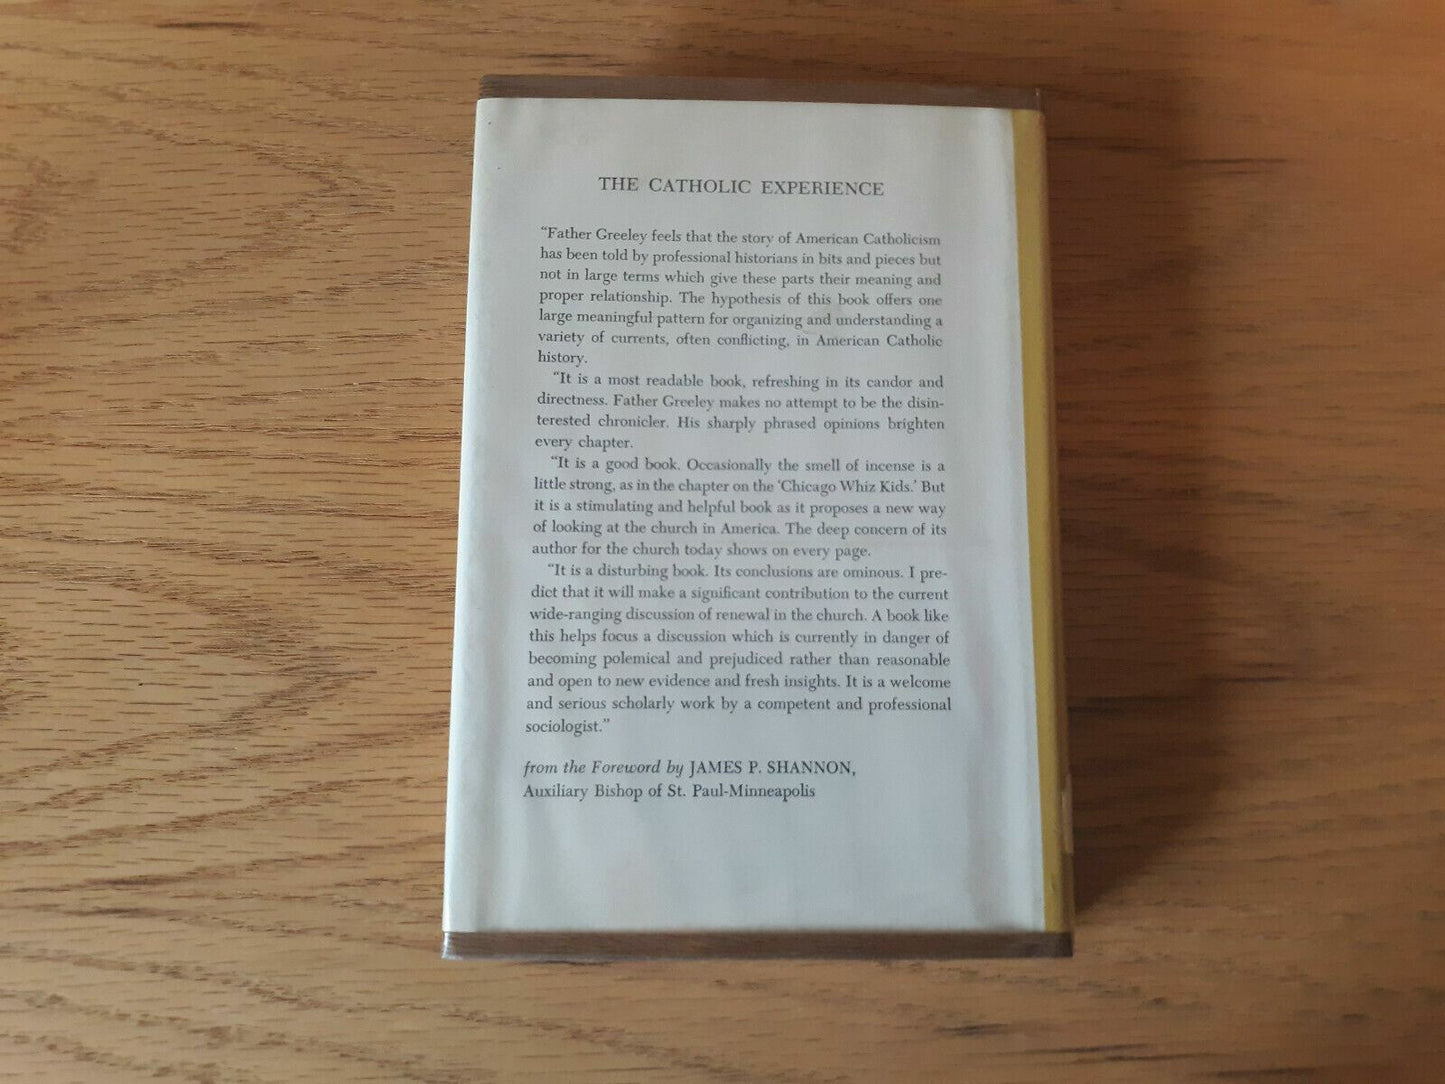 THE CATHOLIC EXPERIENCE
“Father Greeley feels that the story of American Catholicism
has been told by professional historians in bits and pieces but
not in large terms which give these parts their meaning and
proper relationship. The hypothesis of this book offers one
large meaningful pattern for organizing and understanding a
variety of currents, often conflicting, in American Catholic
history.
“It is a most readable book, refreshing in its candor and
directness. Father Greeley makes no attempt to be the disin-
terested chronicler. His sharply phrased opinions brighten
every chapter.
“It is a good book. Occasionally the smell of incense is a
little strong, as in the chapter on the ‘Chicago Whiz Kids.’ But
it is a stimulating and helpful book as it proposes a new way
of looking at the church in America. The deep concern of its
author for the church today shows on every page.
“It is a disturbing book. Its conclusions are ominous. I pre-
dict that it will make a significant contribution to the current
wide-ranging discussion of renewal in the church. A book like
this helps focus a discussion which is currently in danger of
becoming polemical and prejudiced rather than reasonable
and open to new evidence and fresh insights. It is a welcome
and serious scholarly work by a competent and professional
sociologist.”
from the Foreword by JAMES P. SHANNON,
Auxiliary Bishop of St. Paul-Minneapolis